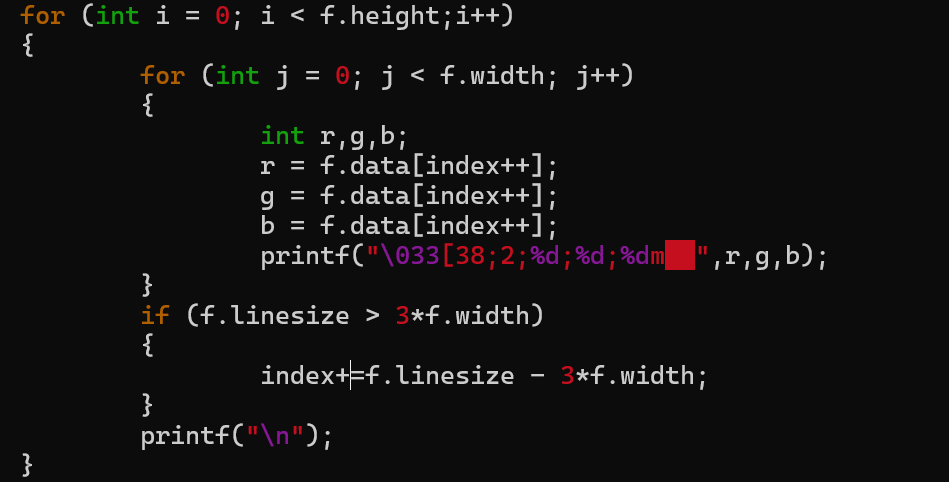 for (int i = 0; i < f.height;i++)
{
for (int j = 0; j < f.width; j++)
{
int r,g,b;
r = f.data[index++];
g = f.data[index++];
b = f.data[index++];
printf("\033[38;2;%d;%d;%dm██",r,g,b);
}
if (f.linesize > 3*f.width)
{
index+=f.linesize - 3*f.width;
}
printf("\n");
}